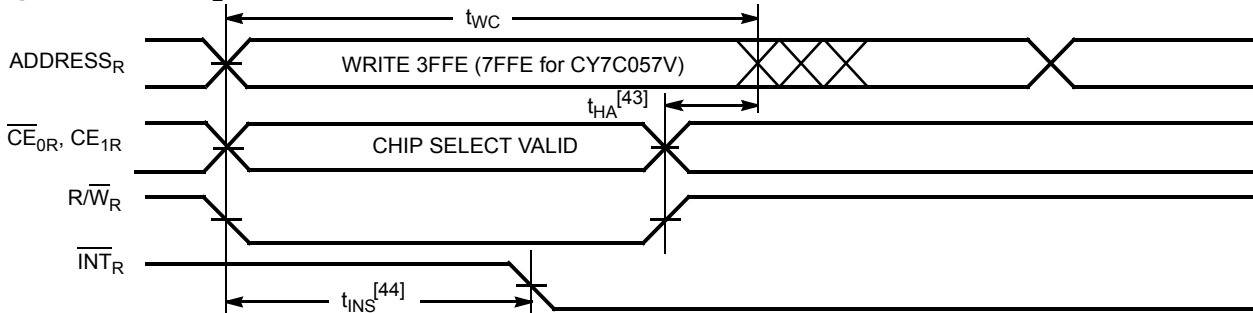 tWC
ADDRESSR
WRITE 3FFE (7FFE for CY7C057V)
tHA[43]
CE0R, CE1R
CHIP SELECT VALID
R/WR
INTR
tINS[44]